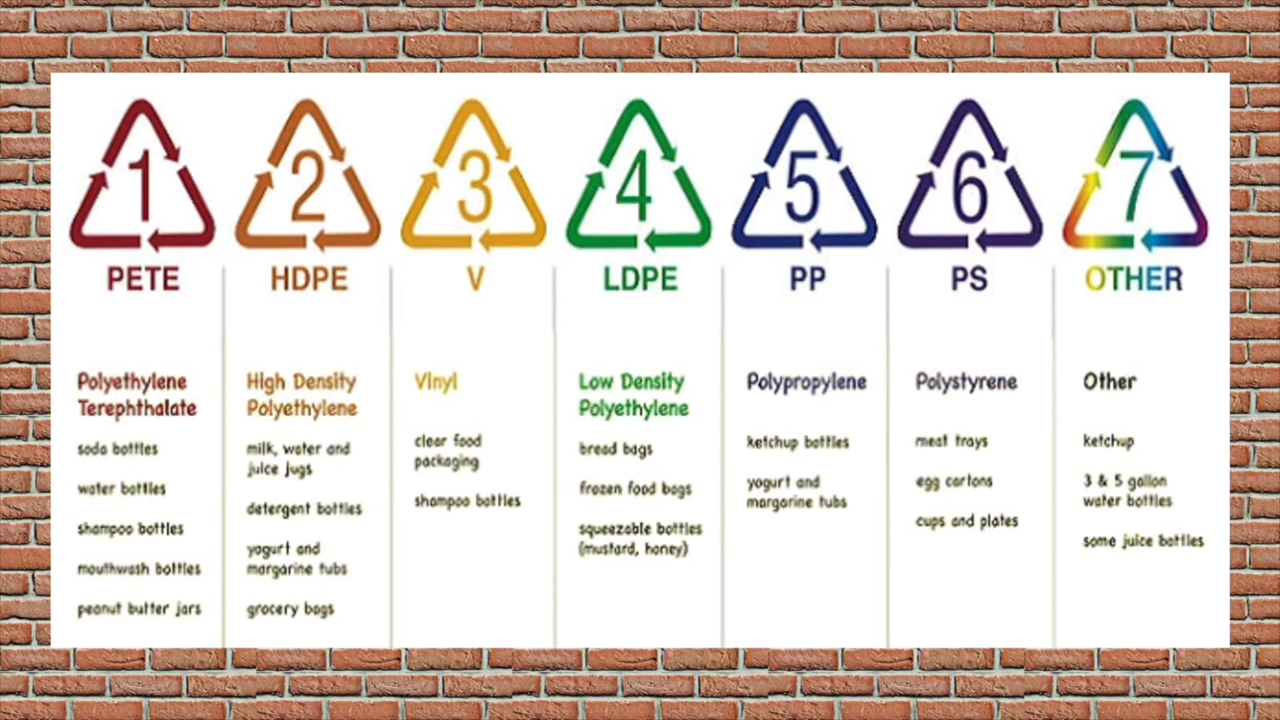 1
PETE
Polyethylene
Terephthalate
soda bottles
water bottles
shampoo bottles
mouthwash bottles
peanut butter jars
2
HDPE
High Density
Polyethylene
milk, water and
juice jugs
detergent bottles
yogurt and
margarine tubs
grocery bags
3
V
Vinyl
clear food
packaging
shampoo bottles
4
LDPE
Low Density
Polyethylene
bread bags
frozen food bags
squeezable bottles
(mustard, honey)
5
PP
Polypropylene
ketchup bottles
yogurt and
margarine tubs
6
PS
Polystyrene
meat trays
egg cartons
cups and plates
7
OTHER
Other
ketchup
3 & 5 gallon
water bottles
some juice bottles